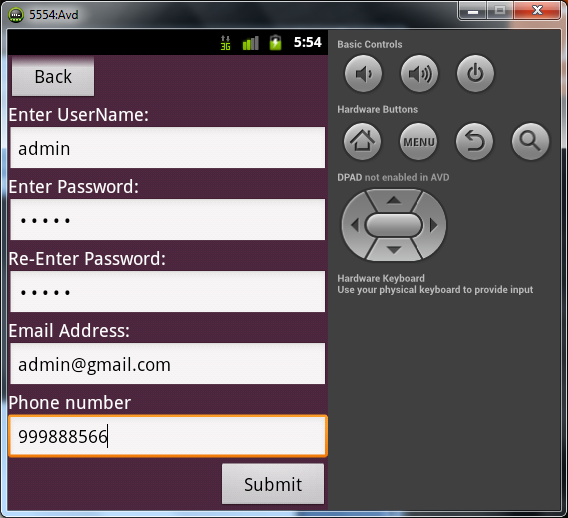 5554:Avd
3G 5:54
Back
Enter UserName:
admin
Enter Password:
•••••
Re-Enter Password:
•••••
Email Address:
admin@gmail.com
Phone number
999888566
Submit
Basic Controls
Hardware Buttons
MENU
DPAD not enabled in AVD
Hardware Keyboard
Use your physical keyboard to provide input